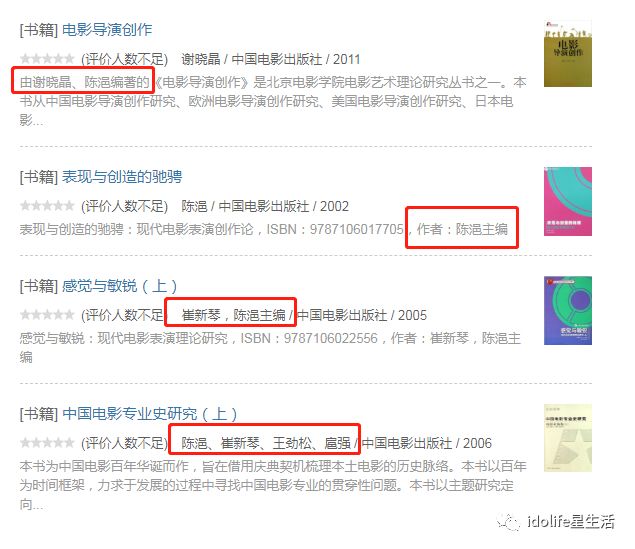 [书籍] 电影导演创作
(评价人数不足) 谢晓晶 / 中国电影出版社 / 2011
由谢晓晶、陈浥编著的《电影导演创作》是北京电影学院电影艺术理论研究丛书之一。本
书从中国电影导演创作研究、欧洲电影导演创作研究、美国电影导演创作研究、日本电
影...
电影
导演创作
[书籍] 表现与创造的驰骋
(评价人数不足) 陈浥 / 中国电影出版社 / 2002
表现与创造的驰骋：现代电影表演创作论，ISBN：9787106017705，作者：陈浥主编
[书籍] 感觉与敏锐（上）
(评价人数不足) 崔新琴，陈浥主编 / 中国电影出版社 / 2005
感觉与敏锐：现代电影表演理论研究，ISBN：9787106022556，作者：崔新琴，陈浥主
编
感觉与敏锐
[书籍] 中国电影专业史研究（上）
(评价人数不足) 陈浥、崔新琴、王劲松、扈强 / 中国电影出版社 / 2006
本书为中国电影百年华诞而作，旨在借用庆典契机梳理本土电影的历史脉络。本书以百年
为时间框架，力求于发展的过程中寻找中国电影专业的贯穿性问题。本书以主题研究定
向...
中国电影专业史研究
idolife星生活